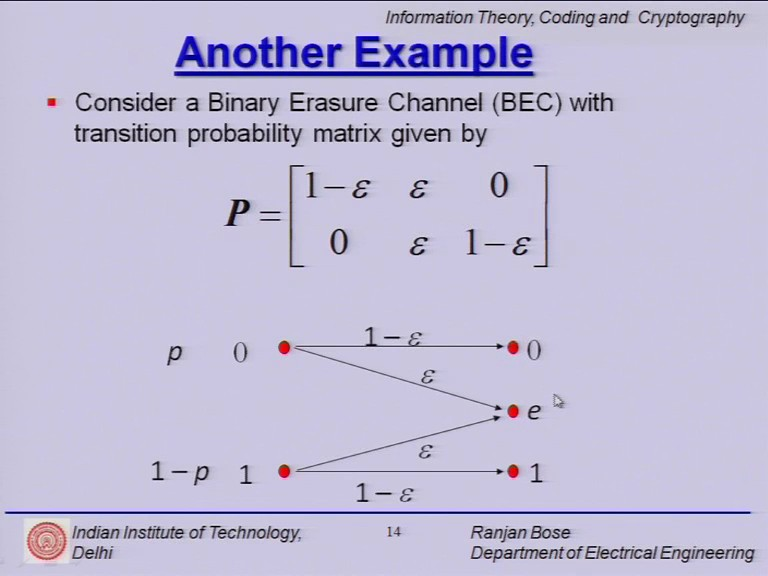 Information Theory, Coding and Cryptography
Another Example
Consider a Binary Erasure Channel (BEC) with
transition probability matrix given by
P = [1−ε ε 0
0 ε 1−ε]
p 0 1−ε 0
ε
e
ε
1−p 1 1
1−ε
Indian Institute of Technology, 14 Ranjan Bose
Delhi Department of Electrical Engineering